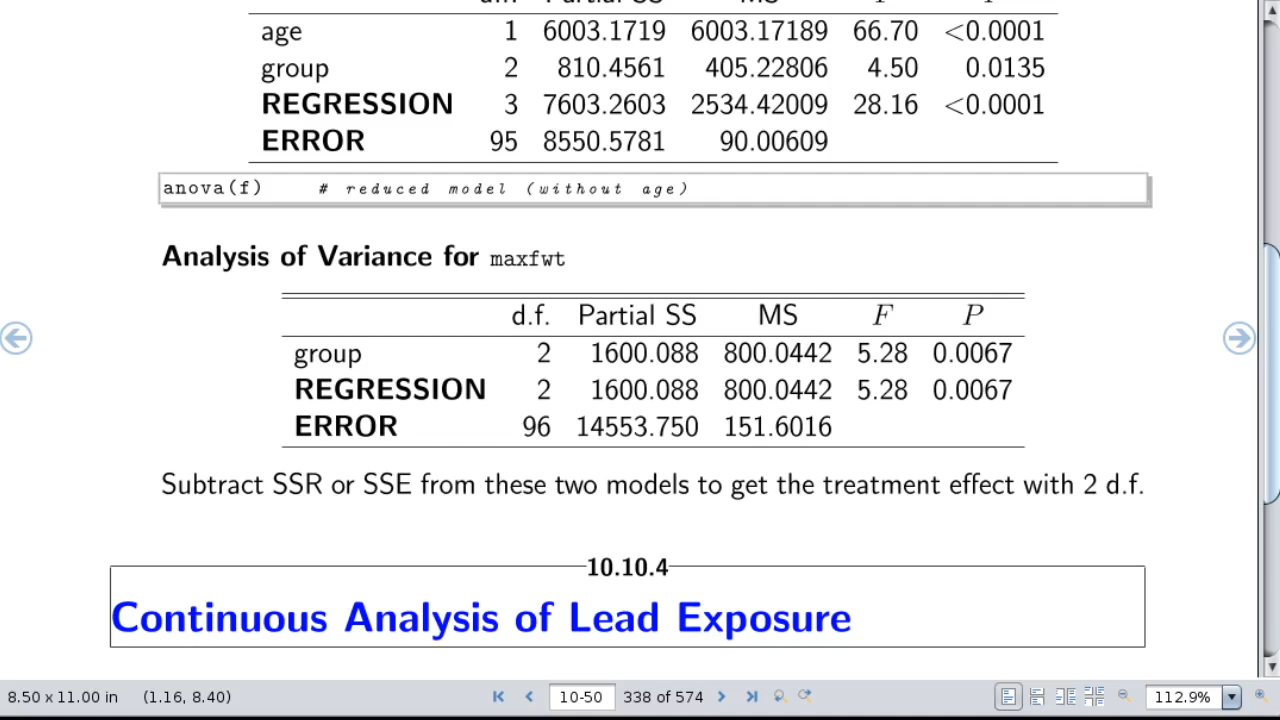 d.f. Partial SS MS F P
age 1 6003.1719 6003.17189 66.70 <0.0001
group 2 810.4561 405.22806 4.50 0.0135
REGRESSION 3 7603.2603 2534.42009 28.16 <0.0001
ERROR 95 8550.5781 90.00609
anova(f) # reduced model (without age)
Analysis of Variance for maxfwt
d.f. Partial SS MS F P
group 2 1600.088 800.0442 5.28 0.0067
REGRESSION 2 1600.088 800.0442 5.28 0.0067
ERROR 96 14553.750 151.6016
Subtract SSR or SSE from these two models to get the treatment effect with 2 d.f.
10.10.4
Continuous Analysis of Lead Exposure
8.50 x 11.00 in (1.16, 8.40) 10-50 338 of 574 112.9%